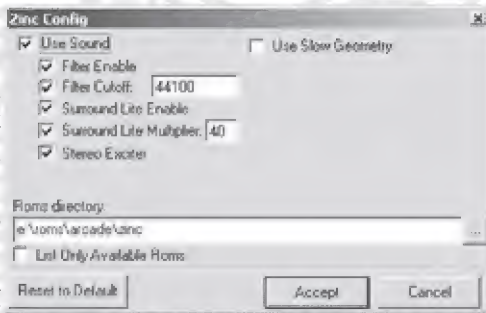 Zinc Config
Use Sound
Use Slow Geometry
Filter Enable
Filter Cutoff: 44100
Surround Lite Enable
Surround Lite Multiplier: 40
Stereo Exciter
Roms directory
e:\roms\arcade\zinc
...
List Only Available Roms
Reset to Default
Accept
Cancel